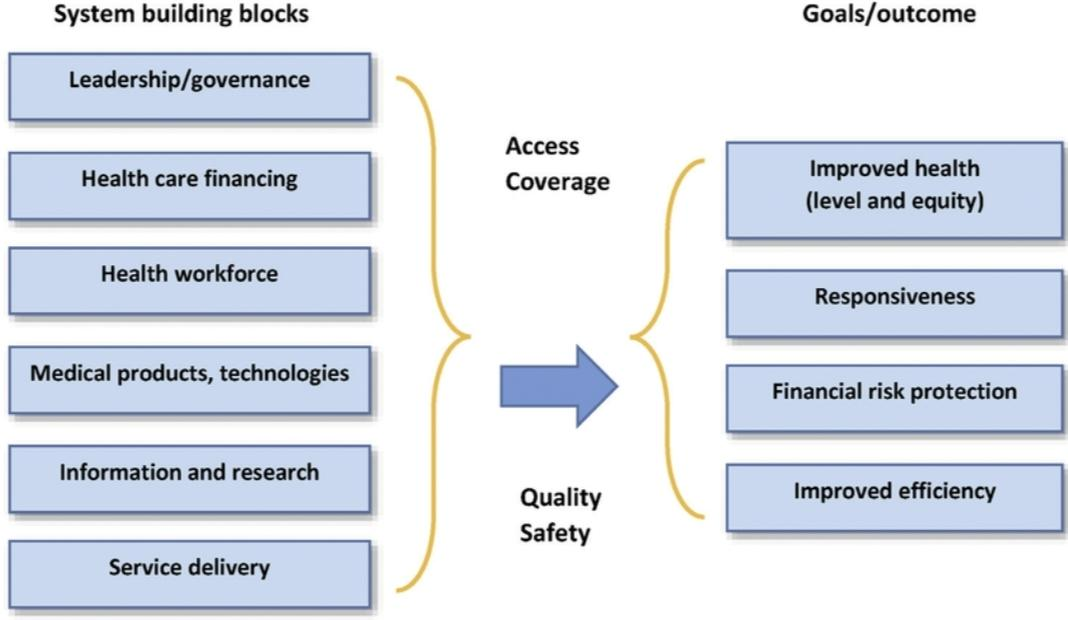 System building blocks
Goals/outcome
Leadership/governance
Health care financing
Health workforce
Medical products, technologies
Information and research
Service delivery
Access
Coverage
Quality
Safety
Improved health
(level and equity)
Responsiveness
Financial risk protection
Improved efficiency